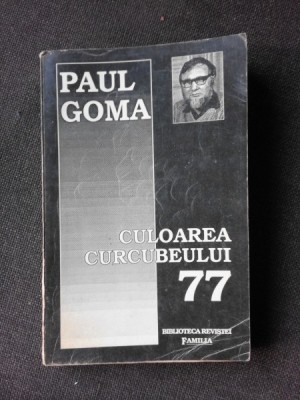 PAUL
GOMA
CULOAREA
CURCUBEULUI
77
BIBLIOTECA REVISTEI
FAMILIA